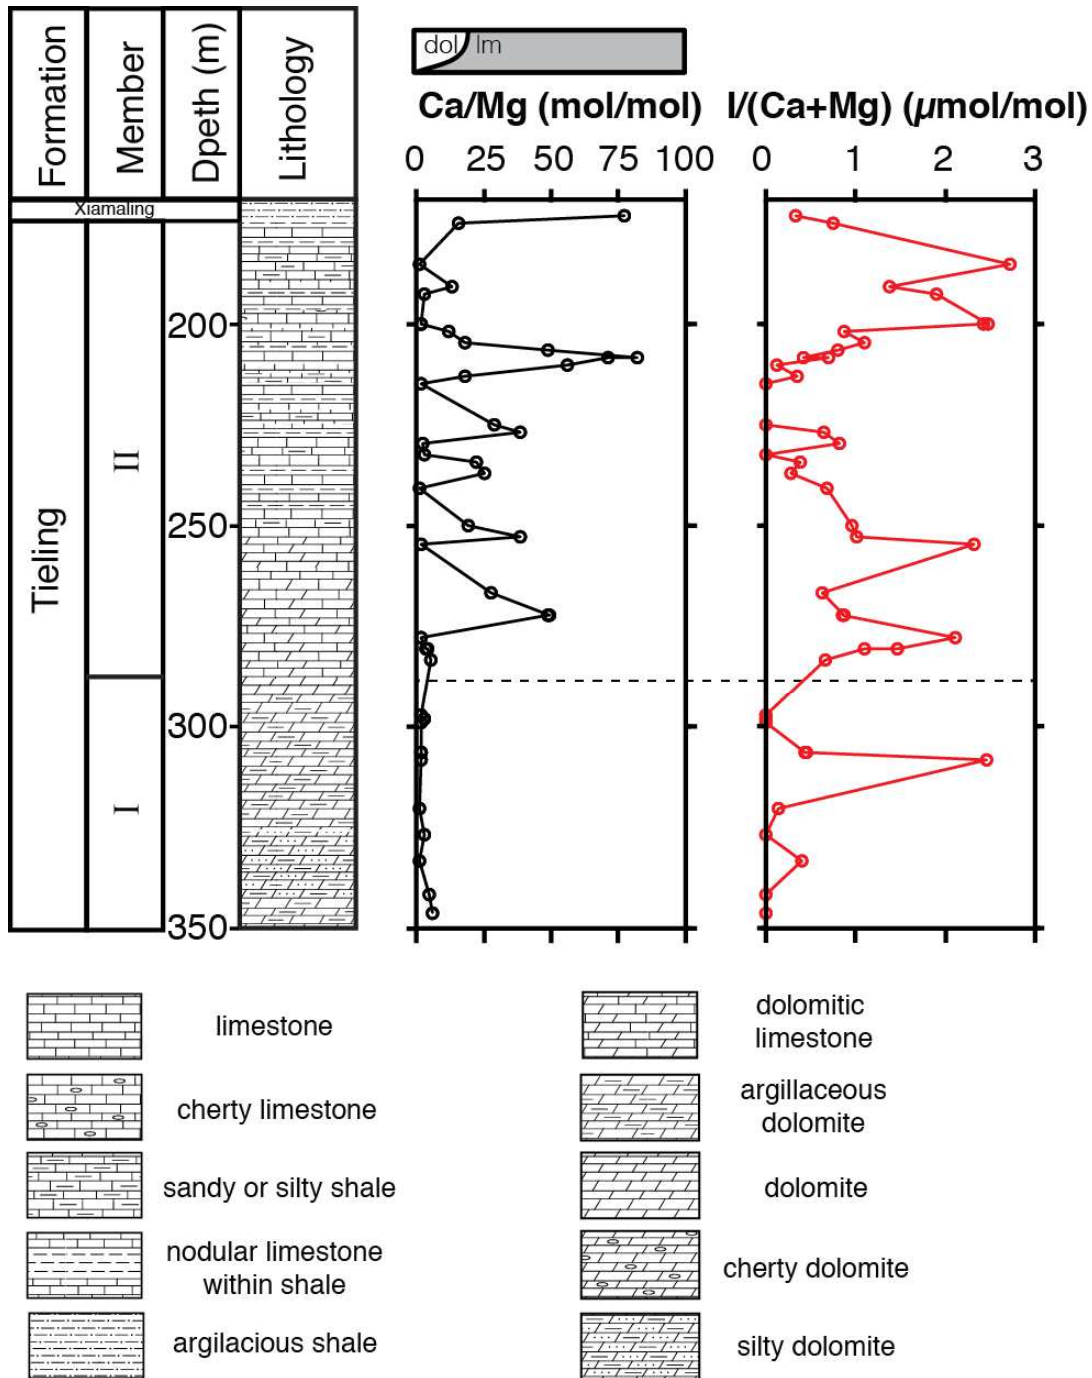 Formation
Member
Dpeth (m)
Lithology
dol lm
Ca/Mg (mol/mol)
I/(Ca+Mg) (µmol/mol)
0 25 50 75 100
0 1 2 3
Xiamaling
Tieling
II
I
200
250
300
350
limestone
cherty limestone
sandy or silty shale
nodular limestone
within shale
argilacious shale
dolomitic
limestone
argillaceous
dolomite
dolomite
cherty dolomite
silty dolomite